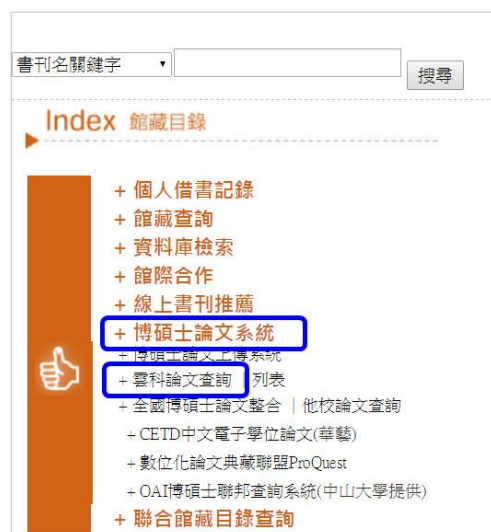 書刊名關鍵字
搜尋
Index 館藏目錄
+ 個人借書記錄
+ 館藏查詢
+ 資料庫檢索
+ 館際合作
+ 線上書刊推薦
+ 博碩士論文系統
+ 博碩士論文上傳系統
+ 雲科論文查詢 | 列表
+ 全國博碩士論文整合 | 他校論文查詢
+ CETD中文電子學位論文(華藝)
+ 數位化論文典藏聯盟ProQuest
+ OAI博碩士聯邦查詢系統(中山大學提供)
+ 聯合館藏目錄查詢